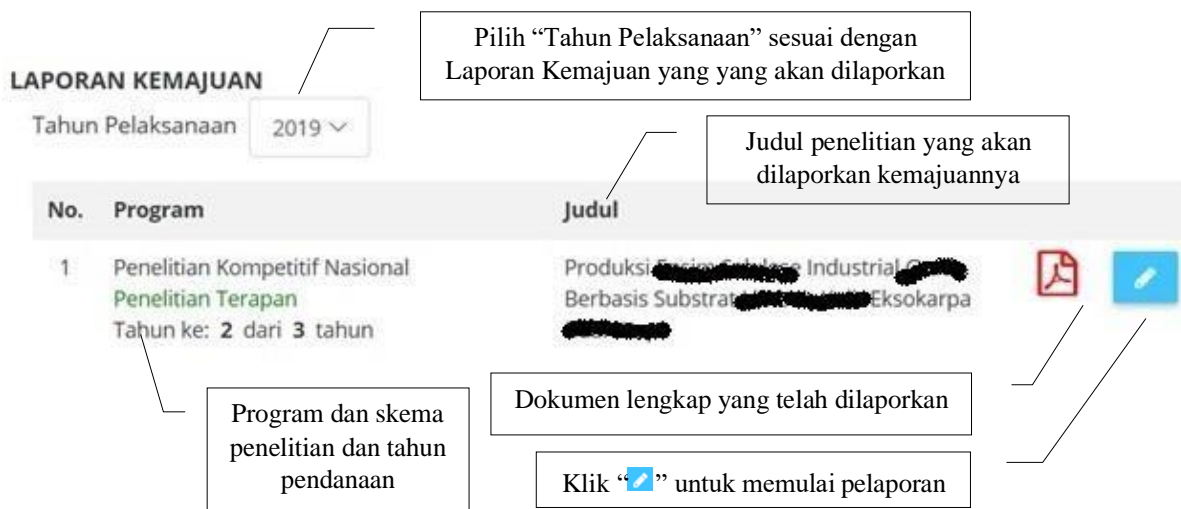 Pilih “Tahun Pelaksanaan” sesuai dengan
Laporan Kemajuan yang yang akan dilaporkan
LAPORAN KEMAJUAN
Tahun Pelaksanaan 2019
Judul penelitian yang akan
dilaporkan kemajuannya
No. Program Judul
1 Penelitian Kompetitif Nasional
Penelitian Terapan
Tahun ke: 2 dari 3 tahun
Produksi Industrial
Berbasis Substrat Eksokarpa
Dokumen lengkap yang telah dilaporkan
Program dan skema
penelitian dan tahun
pendanaan
Klik “ ” untuk memulai pelaporan